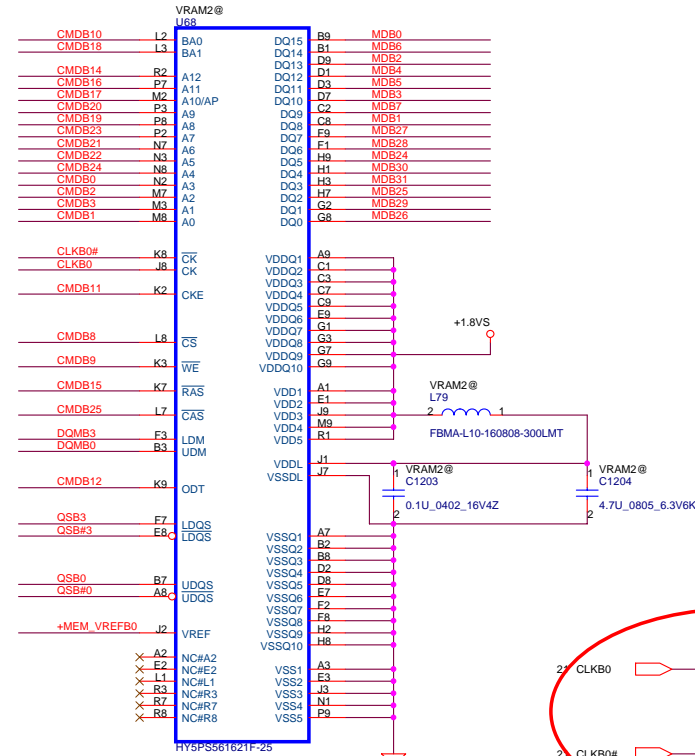 VRAM2@
U68
CMDB10 L2 BA0 DQ15 B9 MDB0
CMDB18 L3 BA1 DQ14 B1 MDB6
DQ13 D9 MDB2
CMDB14 R2 A12 DQ12 D1 MDB4
CMDB16 P7 A11 DQ11 D3 MDB5
CMDB17 M2 A10/AP DQ10 D7 MDB3
CMDB20 P3 A9 DQ9 C2 MDB7
CMDB19 P8 A8 DQ8 C8 MDB1
CMDB23 P2 A7 DQ7 F9 MDB27
CMDB21 N7 A6 DQ6 F1 MDB28
CMDB22 N3 A5 DQ5 H9 MDB24
CMDB24 N8 A4 DQ4 H1 MDB30
CMDB0 N2 A3 DQ3 H3 MDB31
CMDB2 M7 A2 DQ2 H7 MDB25
CMDB3 M3 A1 DQ1 G2 MDB29
CMDB1 M8 A0 DQ0 G8 MDB26
CLKB0# K8 CK VDDQ1 A9
CLKB0 J8 CK VDDQ2 C1
VDDQ3 C3
CMDB11 K2 CKE VDDQ4 C7
VDDQ5 C9
VDDQ6 E9
VDDQ7 G1
+1.8VS
CMDB8 L8 CS VDDQ8 G3
VDDQ9 G7
CMDB9 K3 WE VDDQ10 G9
CMDB15 K7 RAS VDD1 A1
VDD2 E1
VRAM2@
L79
CMDB25 L7 CAS VDD3 J9 2 1
VDD4 M9
DQMB3 F3 LDM VDD5 R1 FBMA-L10-160808-300LMT
DQMB0 B3 UDM
VDDL J1
VSSDL J7
1 VRAM2@ 1 VRAM2@
C1203 C1204
CMDB12 K9 ODT
0.1U_0402_16V4Z 4.7U_0805_6.3V6K
2 2
QSB3 F7 LDQS
QSB#3 E8 LDQS VSSQ1 A7
VSSQ2 B2
VSSQ3 B8
VSSQ4 D2
QSB0 B7 UDQS VSSQ5 D8
QSB#0 A8 UDQS VSSQ6 E7
VSSQ7 F2
VSSQ8 F8
+MEM_VREFB0 J2 VREF VSSQ9 H2
VSSQ10 H8
A2 NC#A2
E2 NC#E2 VSS1 A3
L1 NC#L1 VSS2 E3
R3 NC#R3 VSS3 J3
R7 NC#R7 VSS4 N1
R8 NC#R8 VSS5 P9
CLKB0
HY5PS561621F-25
CLKB0#